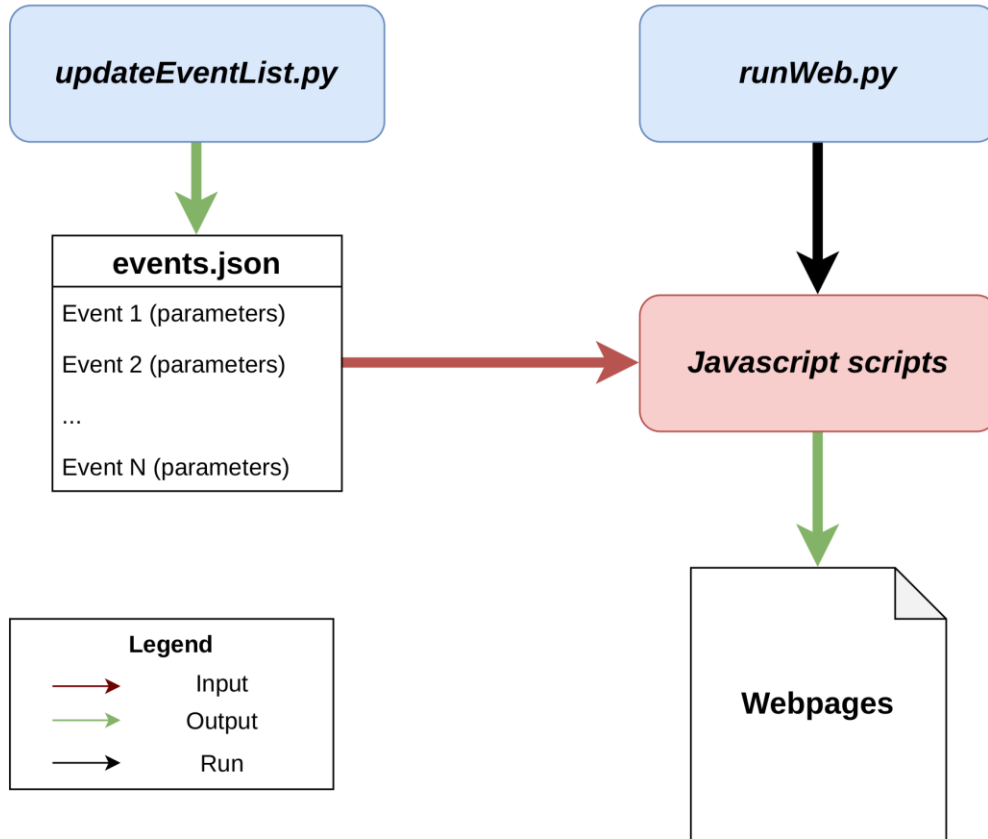 updateEventList.py
runWeb.py
events.json
Event 1 (parameters)
Event 2 (parameters)
...
Event N (parameters)
Javascript scripts
Webpages
Legend
Input
Output
Run